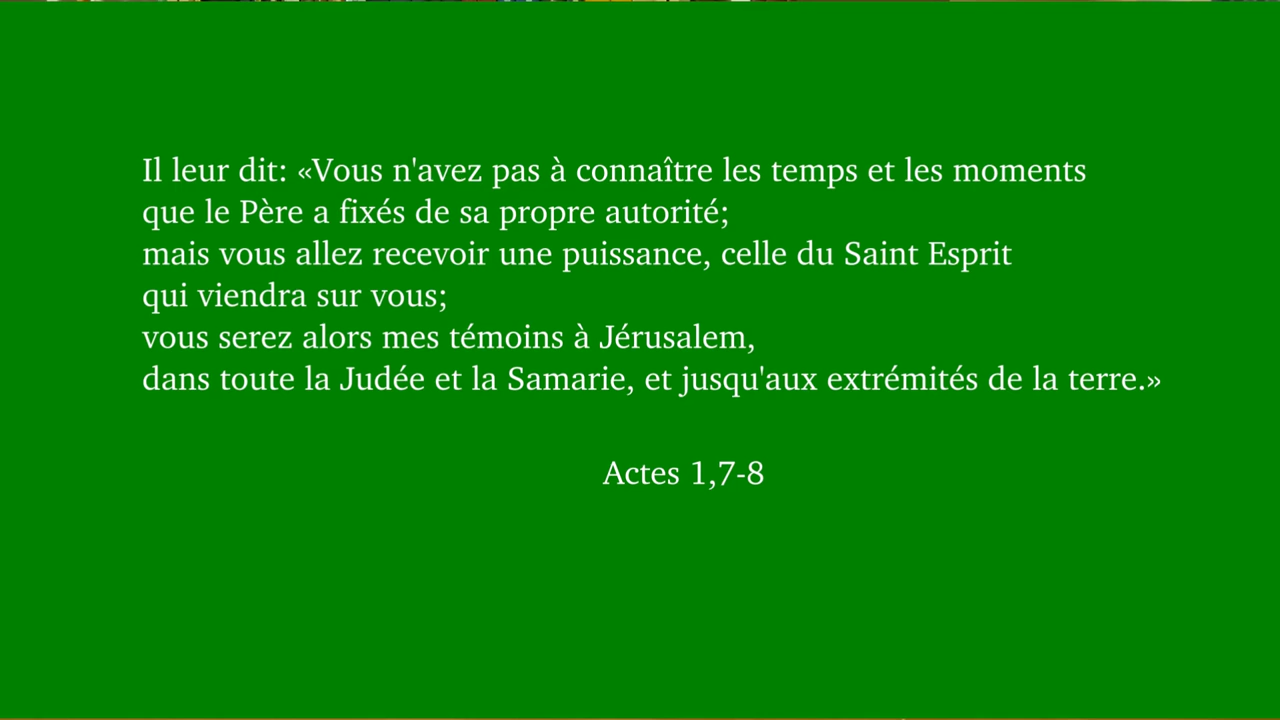 Il leur dit: «Vous n'avez pas à connaître les temps et les moments
que le Père a fixés de sa propre autorité;
mais vous allez recevoir une puissance, celle du Saint Esprit
qui viendra sur vous;
vous serez alors mes témoins à Jérusalem,
dans toute la Judée et la Samarie, et jusqu'aux extrémités de la terre.»
Actes 1,7-8